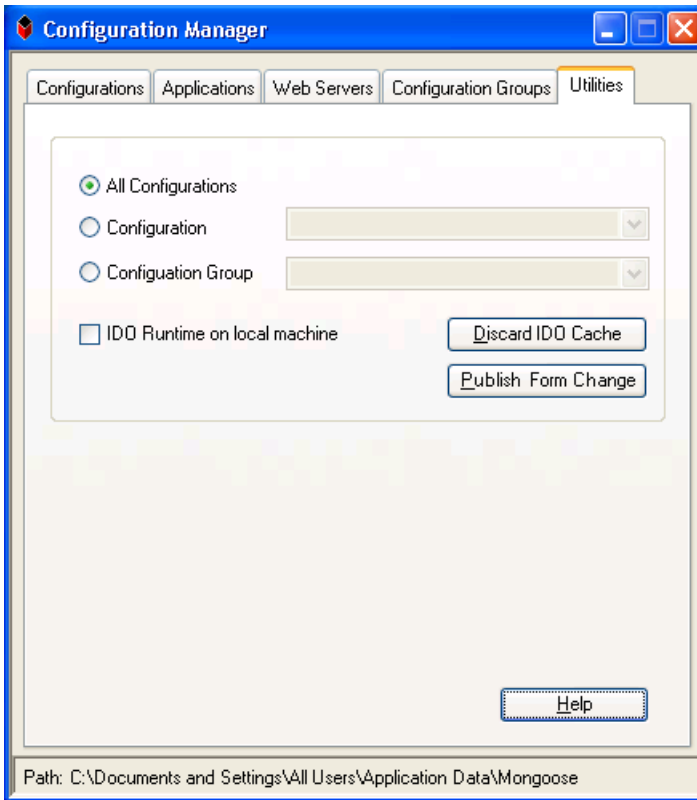 Configuration Manager
Configurations Applications Web Servers Configuration Groups Utilities
All Configurations
Configuration
Configuation Group
IDO Runtime on local machine Discard IDO Cache
Publish Form Change
Help
Path: C:\Documents and Settings\All Users\Application Data\Mongoose